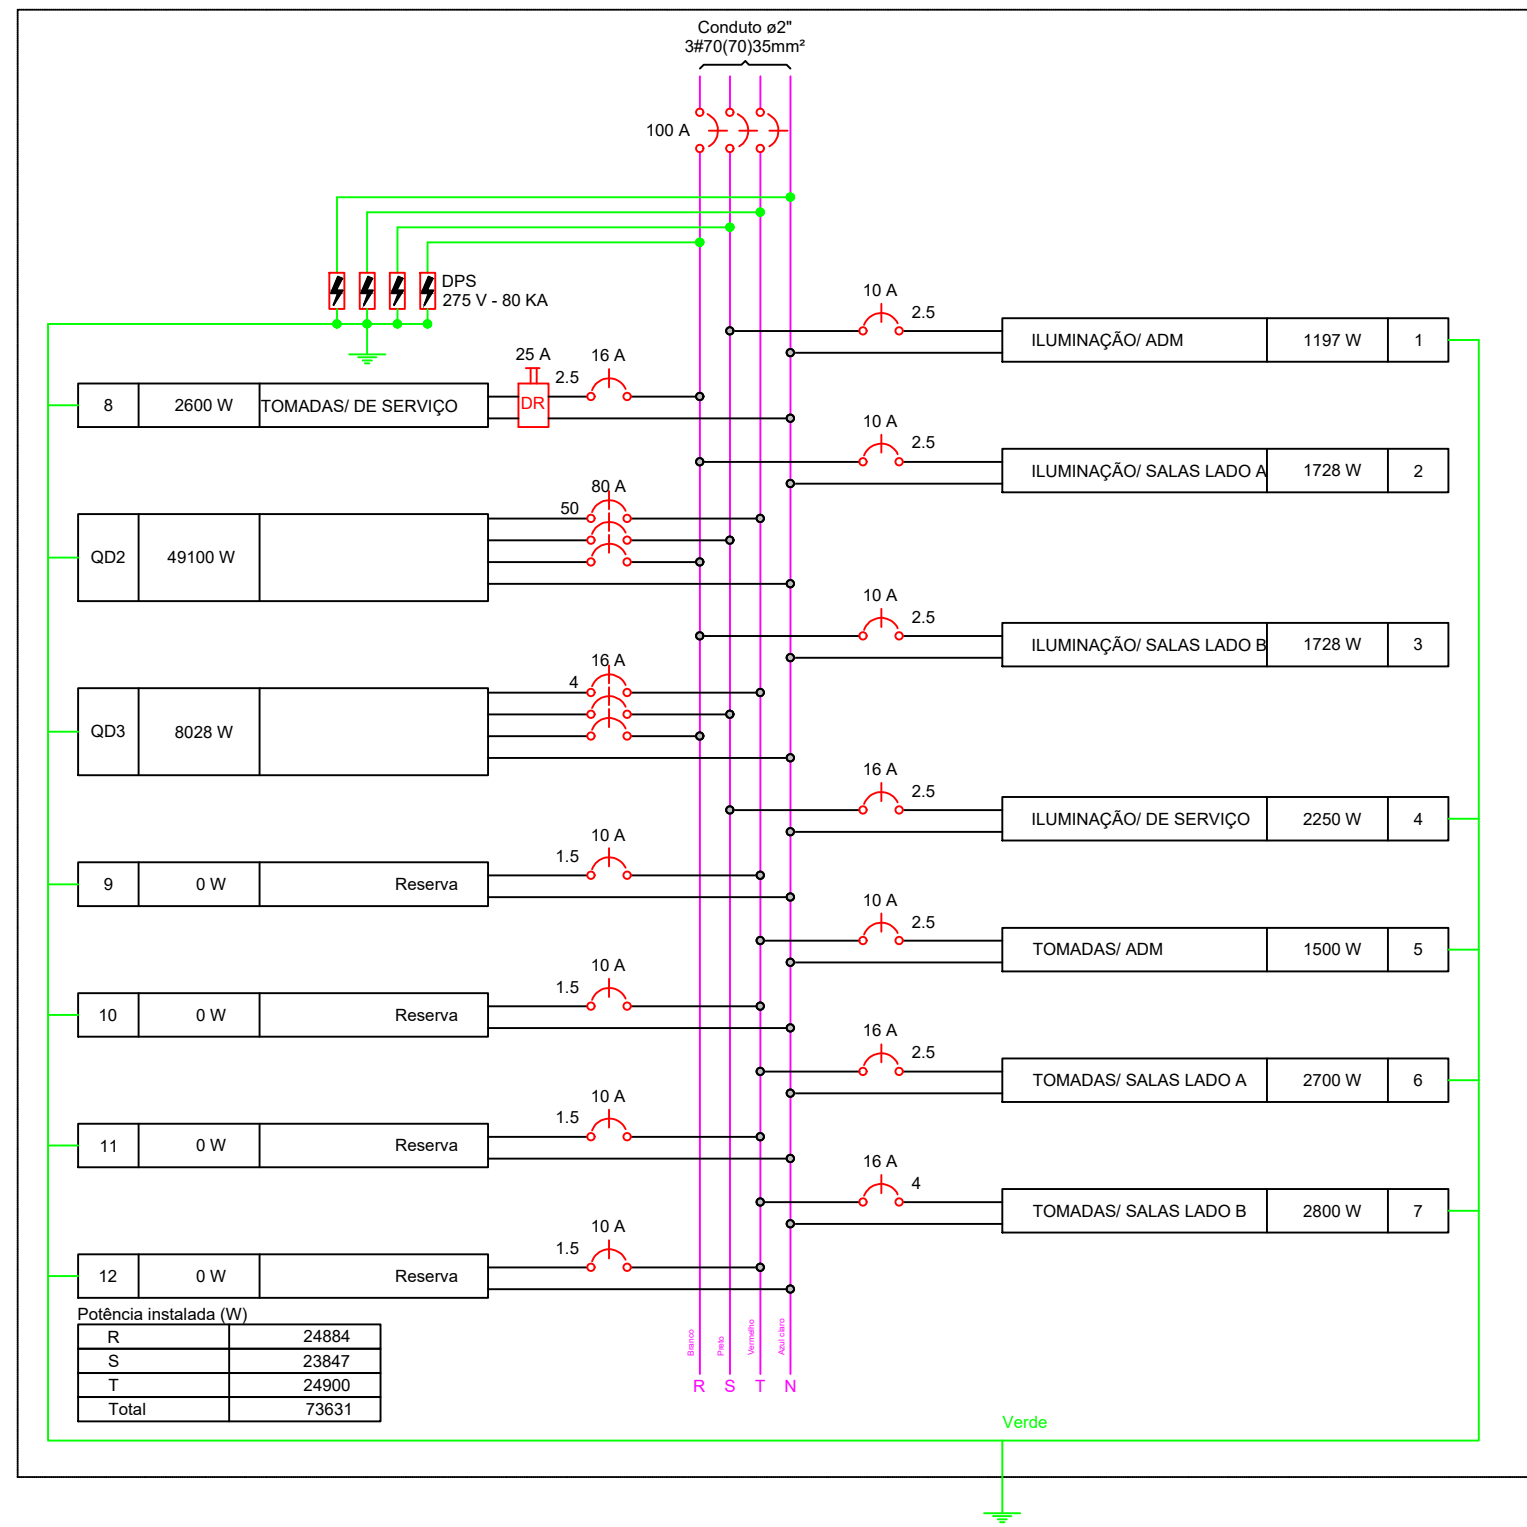 Conduto ø2"
3#70(70)35mm²
100 A
DPS
275 V - 80 KA
10 A
2.5
ILUMINAÇÃO/ ADM 1197 W 1
25 A
16 A
2.5
8 2600 W TOMADAS/ DE SERVIÇO DR
10 A
2.5
ILUMINAÇÃO/ SALAS LADO A 1728 W 2
80 A
50
QD2 49100 W
10 A
2.5
ILUMINAÇÃO/ SALAS LADO B 1728 W 3
16 A
4
QD3 8028 W
16 A
2.5
ILUMINAÇÃO/ DE SERVIÇO 2250 W 4
10 A
1.5
9 0 W Reserva
10 A
2.5
TOMADAS/ ADM 1500 W 5
10 A
1.5
10 0 W Reserva
16 A
2.5
TOMADAS/ SALAS LADO A 2700 W 6
10 A
1.5
11 0 W Reserva
16 A
4
TOMADAS/ SALAS LADO B 2800 W 7
10 A
1.5
12 0 W Reserva
Potência instalada (W)
R 24884
S 23847
T 24900
Total 73631
Branco
Preto
Vermelho
Azul claro
R S T N
Verde